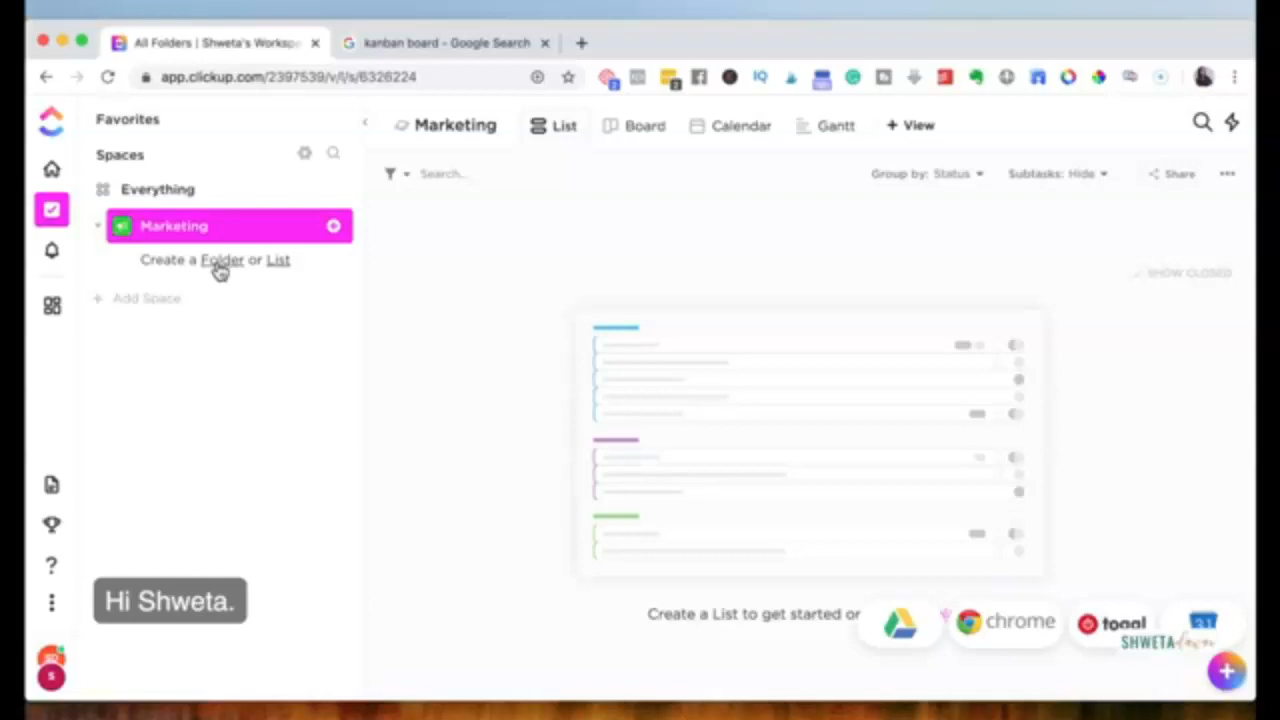 All Folders | Shweta's Workspa
kanban board - Google Search
app.clickup.com/2397539/v/l/s/6326224
Favorites
Marketing
List
Board
Calendar
Gantt
+ View
Spaces
Search...
Group by: Status
Subtasks: Hide
Share
Everything
Marketing
Create a Folder or List
SHOW CLOSED
+ Add Space
Hi Shweta.
Create a List to get started or
chrome
toggl
31
SHWETA
S